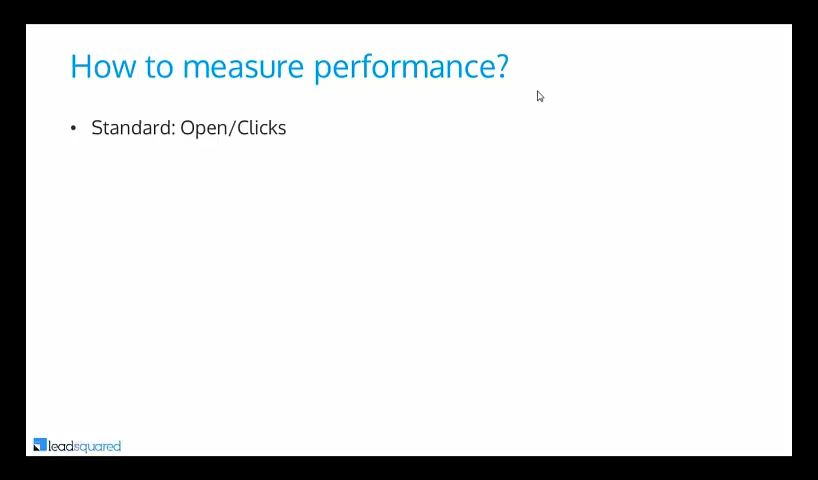 How to measure performance?
• Standard: Open/Clicks
leadsquared